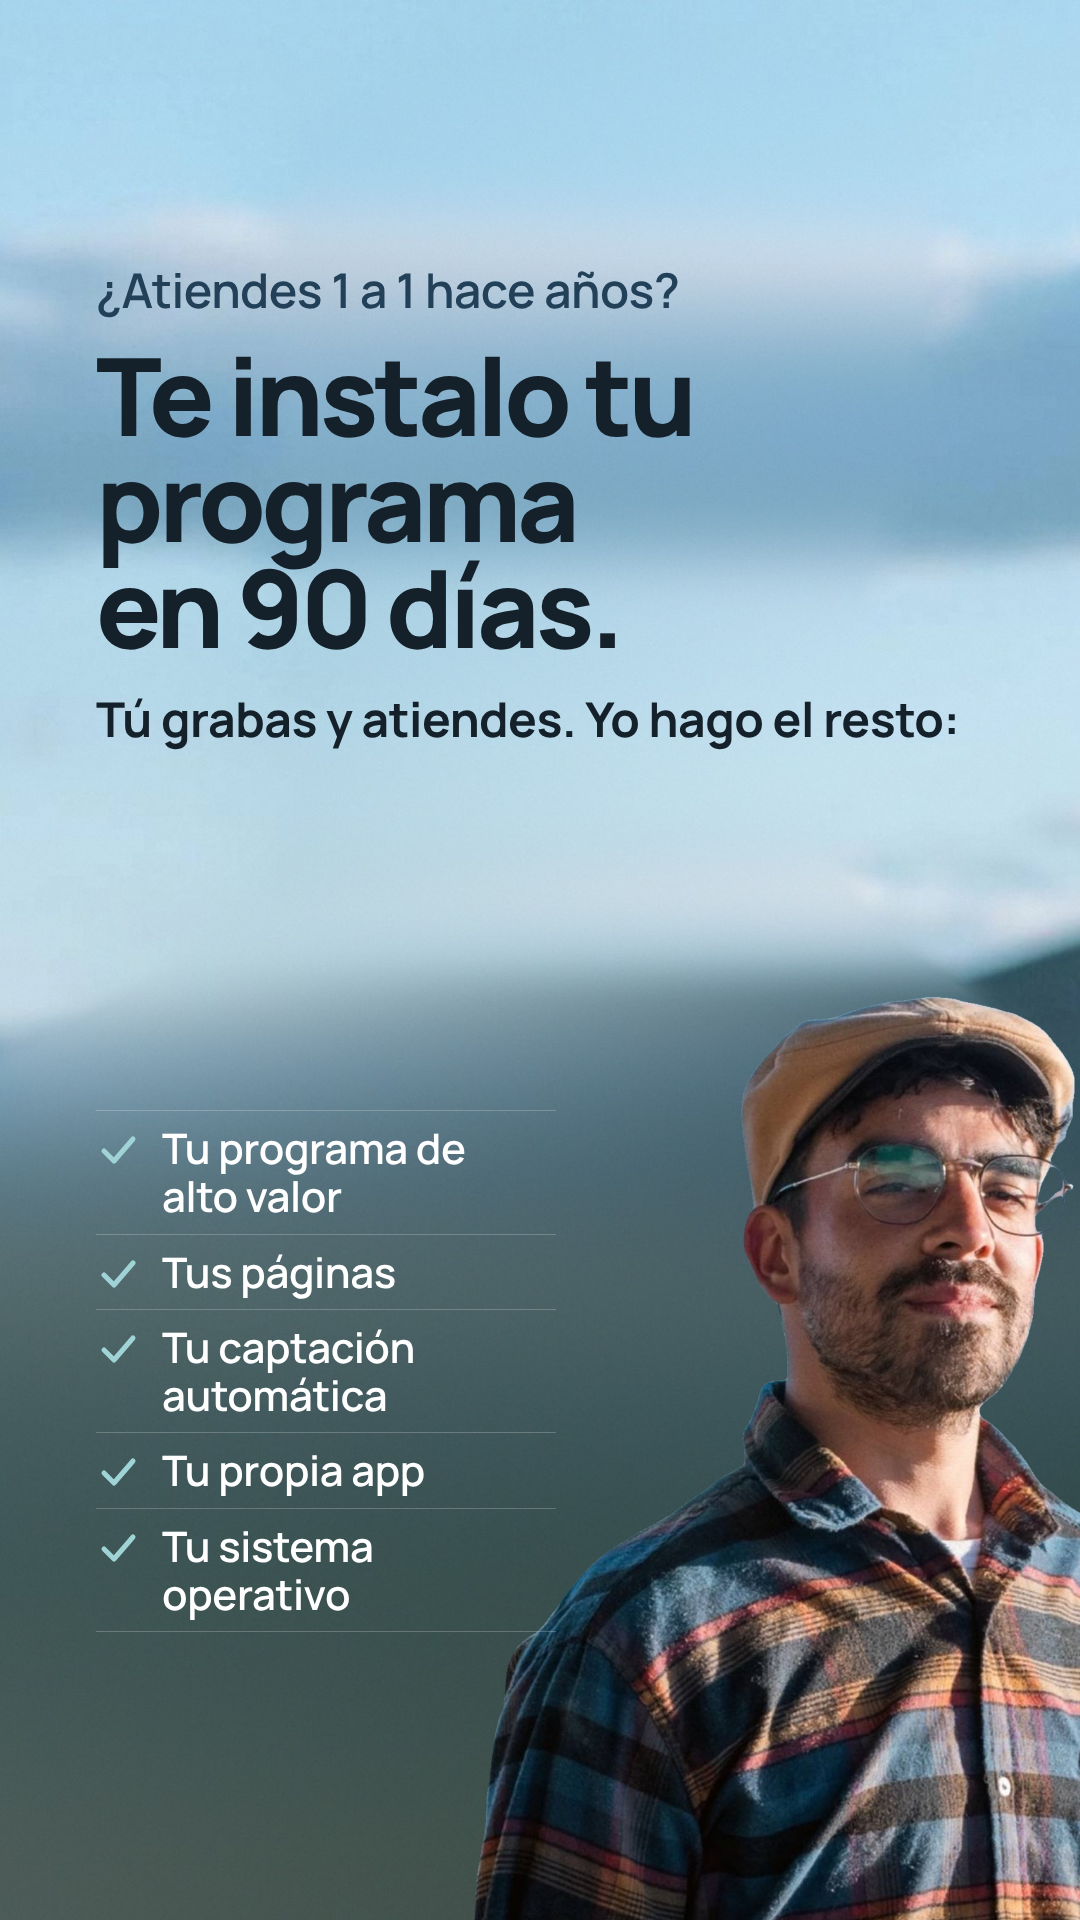 ¿Atiendes 1 a 1 hace años?
Te instalo tu
programa
en 90 días.
Tú grabas y atiendes. Yo hago el resto:
Tu programa de
alto valor
Tus páginas
Tu captación
automática
Tu propia app
Tu sistema
operativo